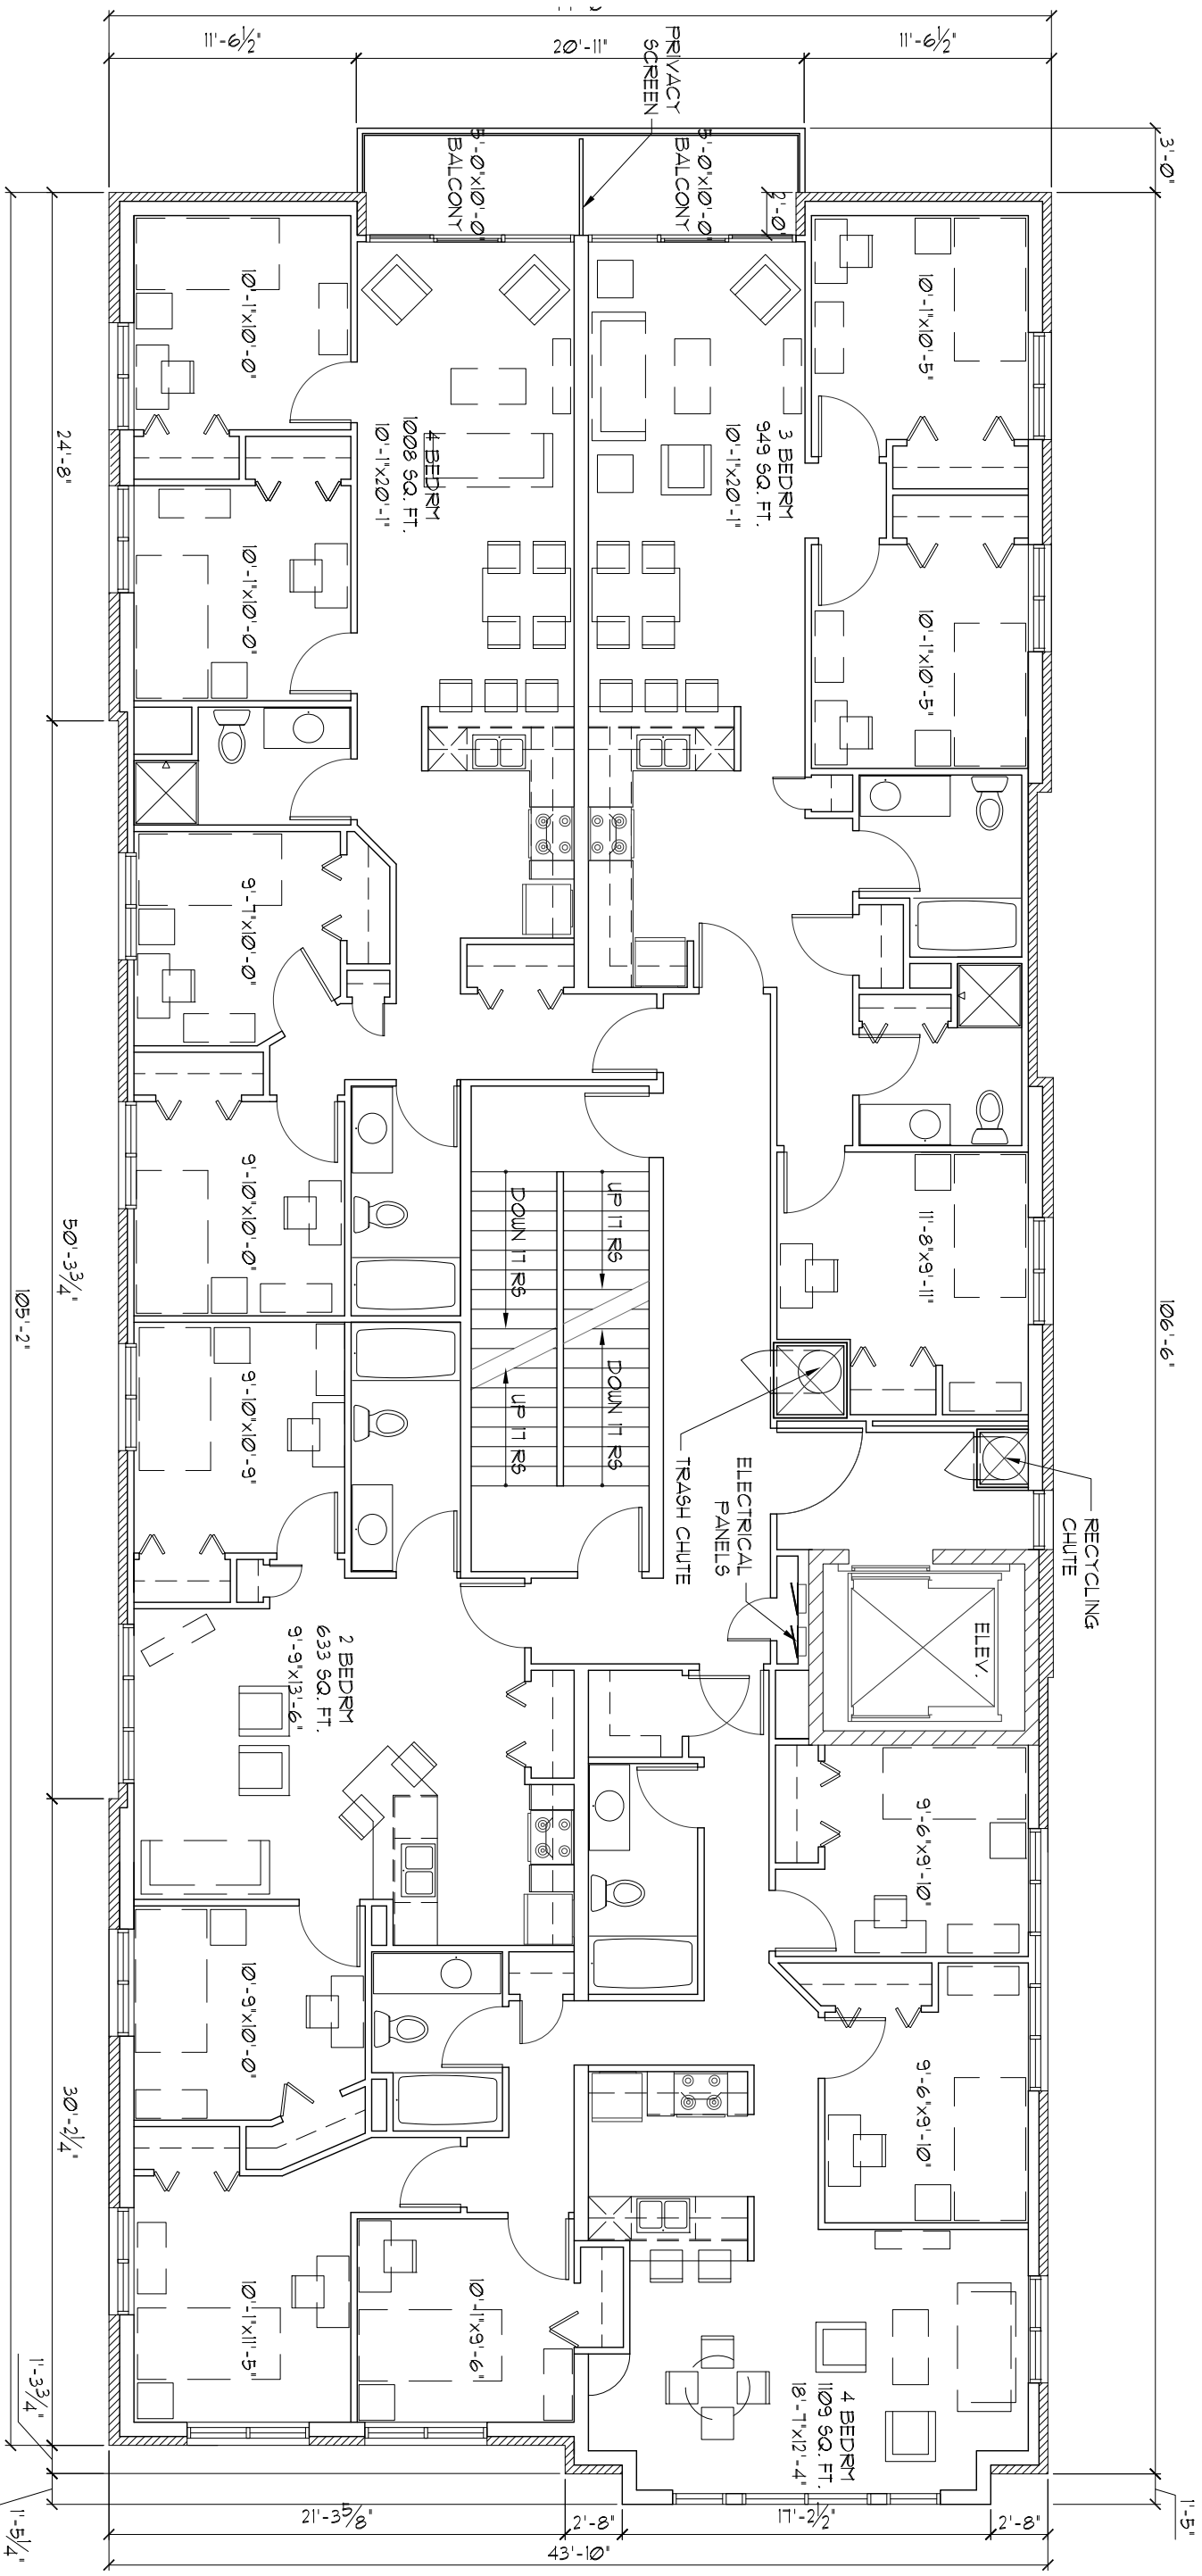 11'-6½"
20'-11"
11'-6½"
PRIVACY
SCREEN
3'-0"
5'-0"x10'-0"
BALCONY
5'-0"x10'-0"
BALCONY
2'-0"
10'-1"x10'-0"
10'-1"x10'-5"
4 BEDRM
1008 SQ. FT.
10'-1"x20'-1"
3 BEDRM
949 SQ. FT.
10'-1"x20'-1"
24'-8"
10'-1"x10'-0"
10'-1"x10'-5"
9'-7"x10'-0"
9'-10"x10'-0"
DOWN 17 RS
UP 17 RS
11'-8"x9'-11"
50'-3¾"
105'-2"
106'-6"
UP 17 RS
DOWN 17 RS
9'-10"x10'-9"
TRASH CHUTE
ELECTRICAL
PANELS
RECYCLING
CHUTE
ELEV.
2 BEDRM
633 SQ. FT.
9'-9"x13'-6"
9'-6"x9'-10"
10'-9"x10'-0"
9'-6"x9'-10"
30'-2¼"
10'-1"x11'-5"
10'-1"x9'-6"
4 BEDRM
1109 SQ. FT.
18'-7"x12'-4"
1'-3¾"
1'-5¼"
1'-5"
21'-3⅝"
2'-8"
17'-2½"
2'-8"
43'-10"